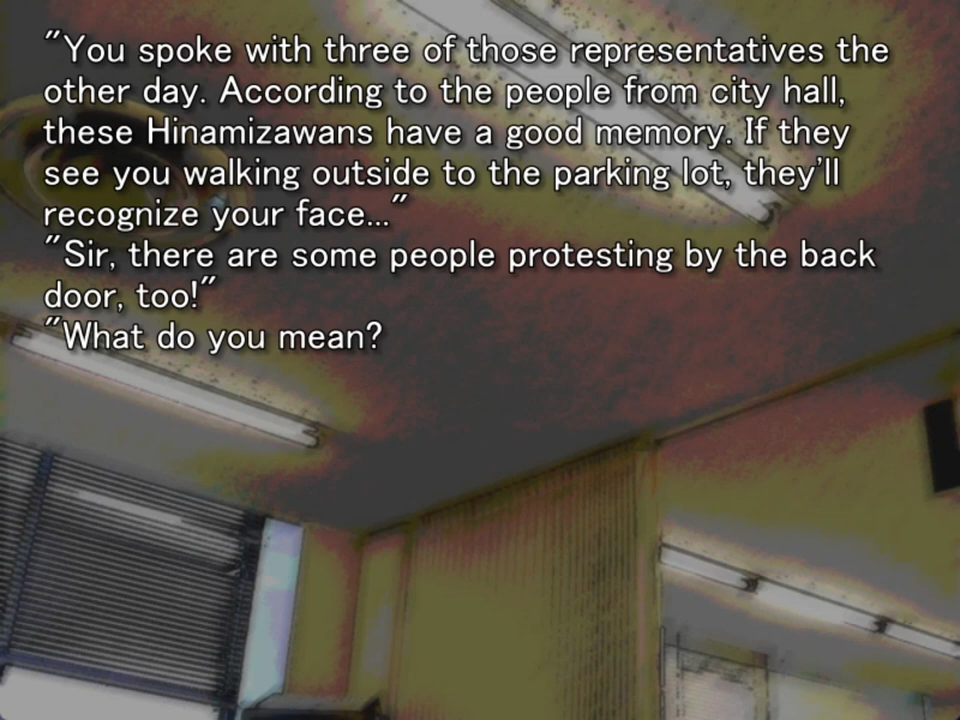 "You spoke with three of those representatives the
other day. According to the people from city hall,
these Hinamizawans have a good memory. If they
see you walking outside to the parking lot, they'll
recognize your face..."
"Sir, there are some people protesting by the back
door, too!"
"What do you mean?